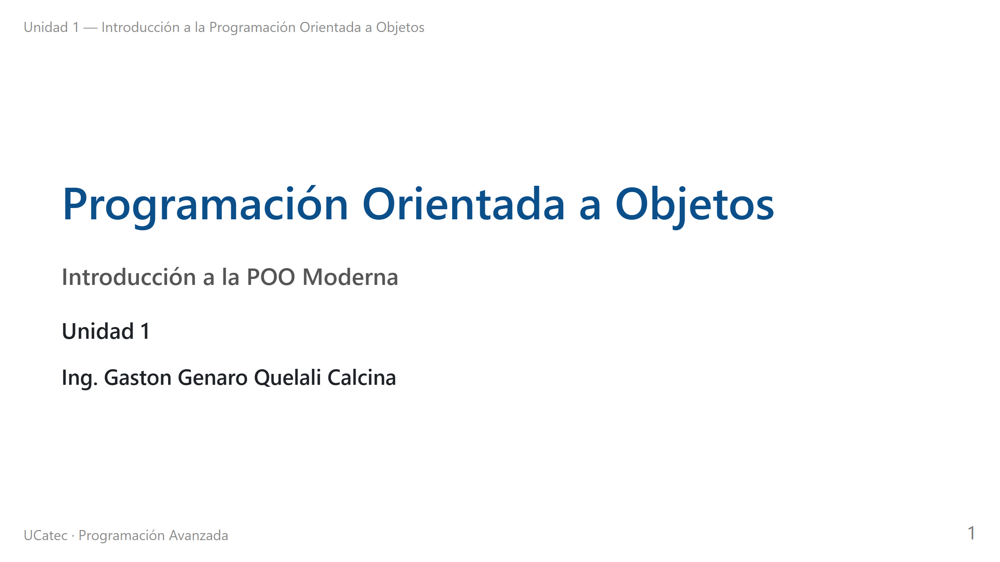 Unidad 1 — Introducción a la Programación Orientada a Objetos
Programación Orientada a Objetos
Introducción a la POO Moderna
Unidad 1
Ing. Gaston Genaro Quelali Calcina
UCatec · Programación Avanzada
1